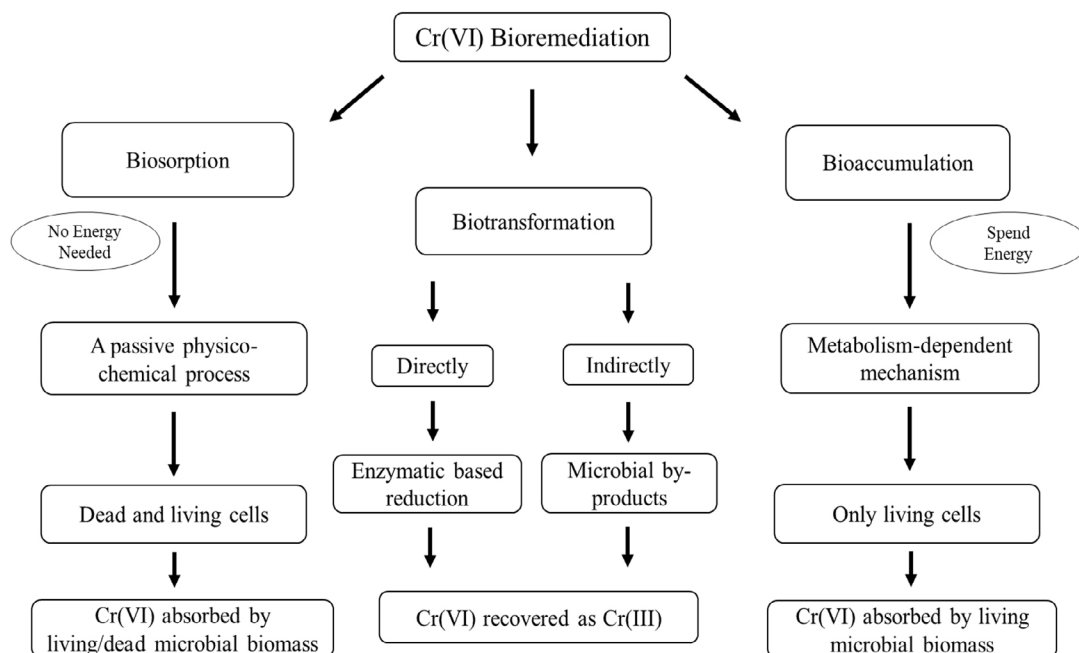 Cr(VI) Bioremediation
Biosorption
Bioaccumulation
Biotransformation
No Energy
Needed
Spend
Energy
A passive physico-
chemical process
Directly
Indirectly
Metabolism-dependent
mechanism
Enzymatic based
reduction
Microbial by-
products
Dead and living cells
Only living cells
Cr(VI) absorbed by
living/dead microbial biomass
Cr(VI) recovered as Cr(III)
Cr(VI) absorbed by living
microbial biomass